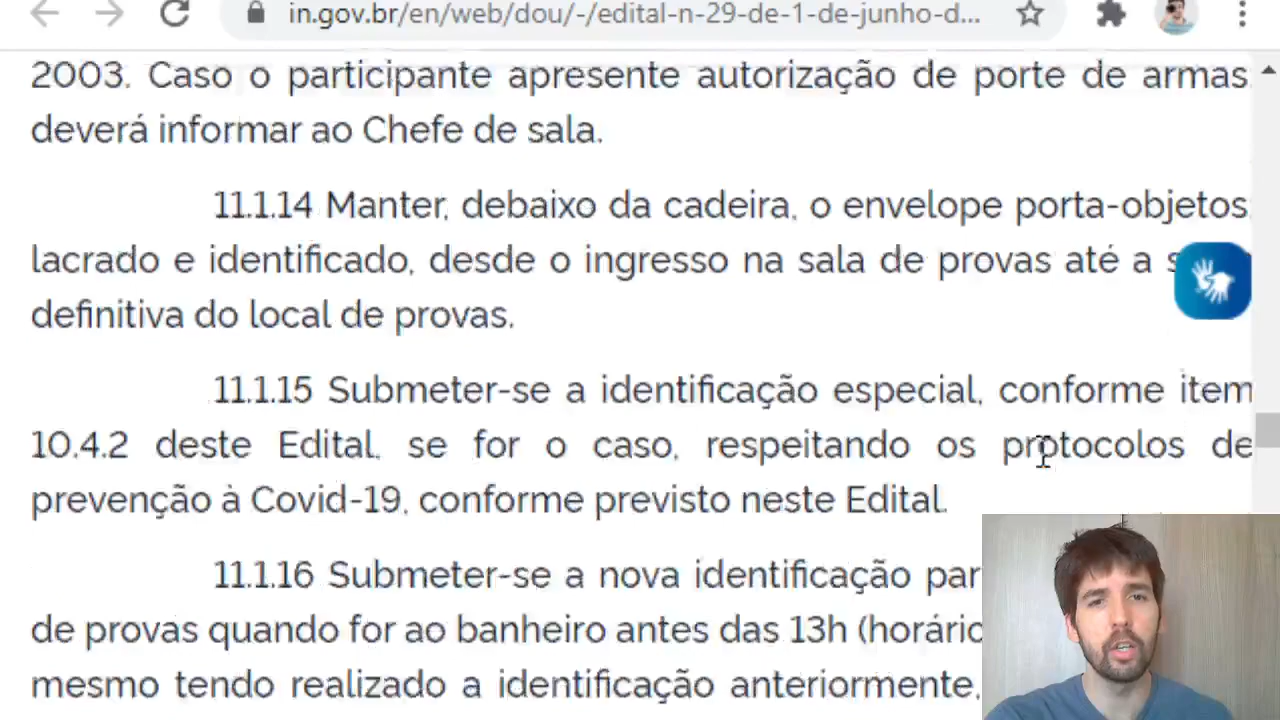 in.gov.br/en/web/dou/-/edital-n-29-de-1-de-junho-d...
2003. Caso o participante apresente autorização de porte de armas
deverá informar ao Chefe de sala.
11.1.14 Manter, debaixo da cadeira, o envelope porta-objetos,
lacrado e identificado, desde o ingresso na sala de provas até a
definitiva do local de provas.
11.1.15 Submeter-se a identificação especial, conforme item
10.4.2 deste Edital, se for o caso, respeitando os protocolos de
prevenção à Covid-19, conforme previsto neste Edital.
11.1.16 Submeter-se a nova identificação
de provas quando for ao banheiro antes das 13h
mesmo tendo realizado a identificação anteriormente,